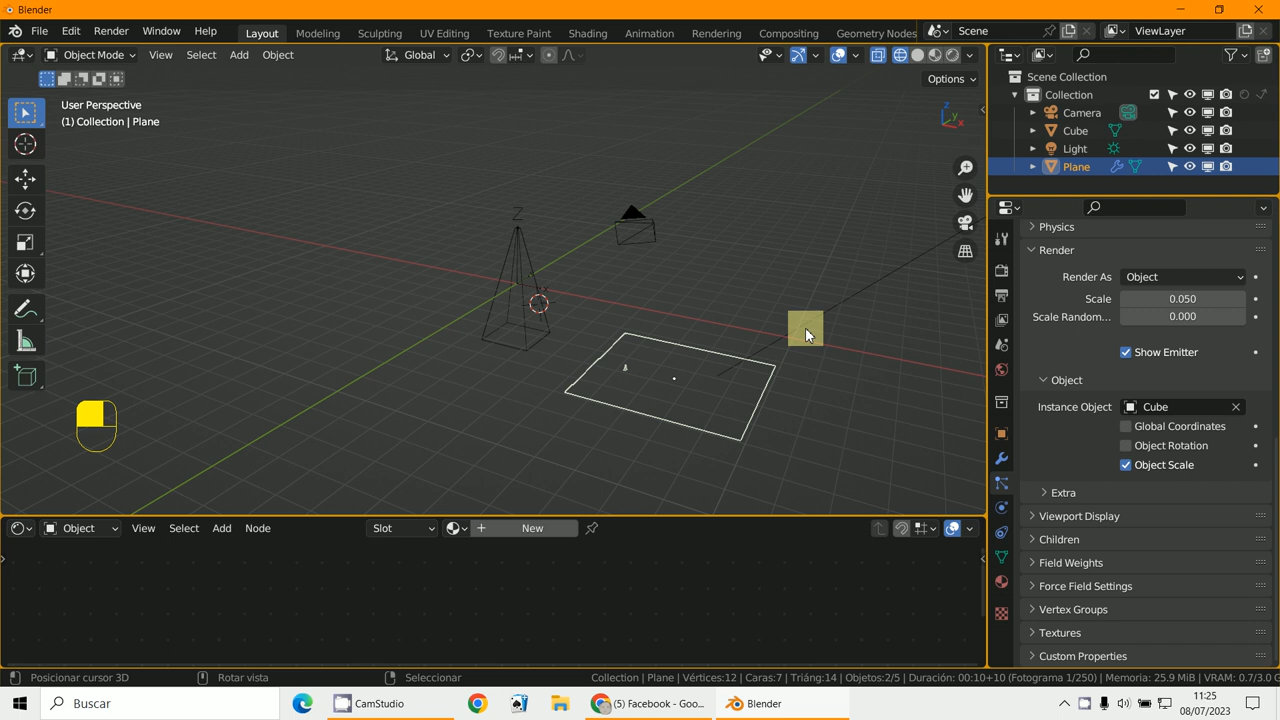 Blender
File Edit Render Window Help Layout Modeling Sculpting UV Editing Texture Paint Shading Animation Rendering Compositing Geometry Nodes Scene ViewLayer
Object Mode View Select Add Object Global
Options
User Perspective
(1) Collection | Plane
Z
Z
Y
X
Scene Collection
Collection
Camera
Cube
Light
Plane
Physics
Render
Render As Object
Scale 0.050
Scale Random... 0.000
Show Emitter
Object
Instance Object Cube
Global Coordinates
Object Rotation
Object Scale
Extra
Viewport Display
Children
Field Weights
Force Field Settings
Vertex Groups
Textures
Custom Properties
Object View Select Add Node Slot New
Posicionar cursor 3D Rotar vista Seleccionar Collection | Plane | Vértices:12 | Caras:7 | Triáng:14 | Objetos:2/5 | Duración: 00:10+10 (Fotograma 1/250) | Memoria: 25.9 MiB | VRAM: 0.7/3.0 G
Buscar CamStudio (5) Facebook - Goo... Blender
11:25
08/07/2023